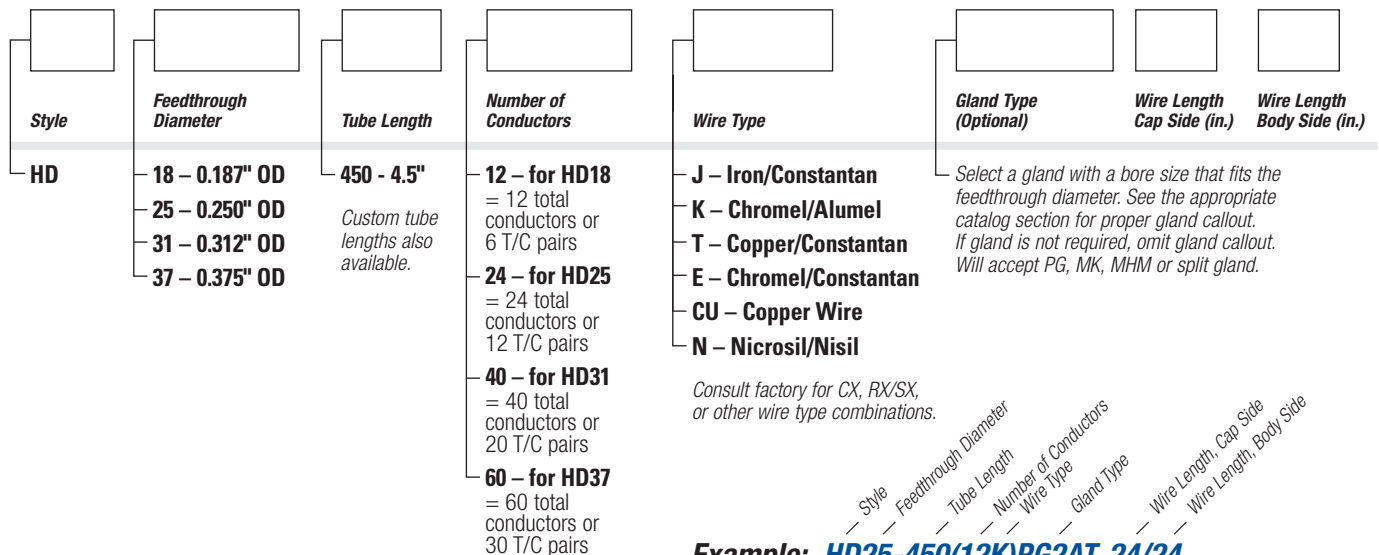 Style
Feedthrough
Diameter
Tube Length
Number of
Conductors
Wire Type
Gland Type
(Optional)
Wire Length
Cap Side (in.)
Wire Length
Body Side (in.)
HD
18 – 0.187" OD
25 – 0.250" OD
31 – 0.312" OD
37 – 0.375" OD
450 - 4.5"
Custom tube
lengths also
available.
12 – for HD18
= 12 total
conductors or
6 T/C pairs
24 – for HD25
= 24 total
conductors or
12 T/C pairs
40 – for HD31
= 40 total
conductors or
20 T/C pairs
60 – for HD37
= 60 total
conductors or
30 T/C pairs
J – Iron/Constantan
K – Chromel/Alumel
T – Copper/Constantan
E – Chromel/Constantan
CU – Copper Wire
N – Nicrosil/Nisil
Consult factory for CX, RX/SX,
or other wire type combinations.
Select a gland with a bore size that fits the
feedthrough diameter. See the appropriate
catalog section for proper gland callout.
If gland is not required, omit gland callout.
Will accept PG, MK, MHM or split gland.
Style
Feedthrough Diameter
Tube Length
Number of Conductors
Wire Type
Gland Type
Wire Length, Cap Side
Wire Length, Body Side
Example: HD25-450(12K)PG2AT-24/24